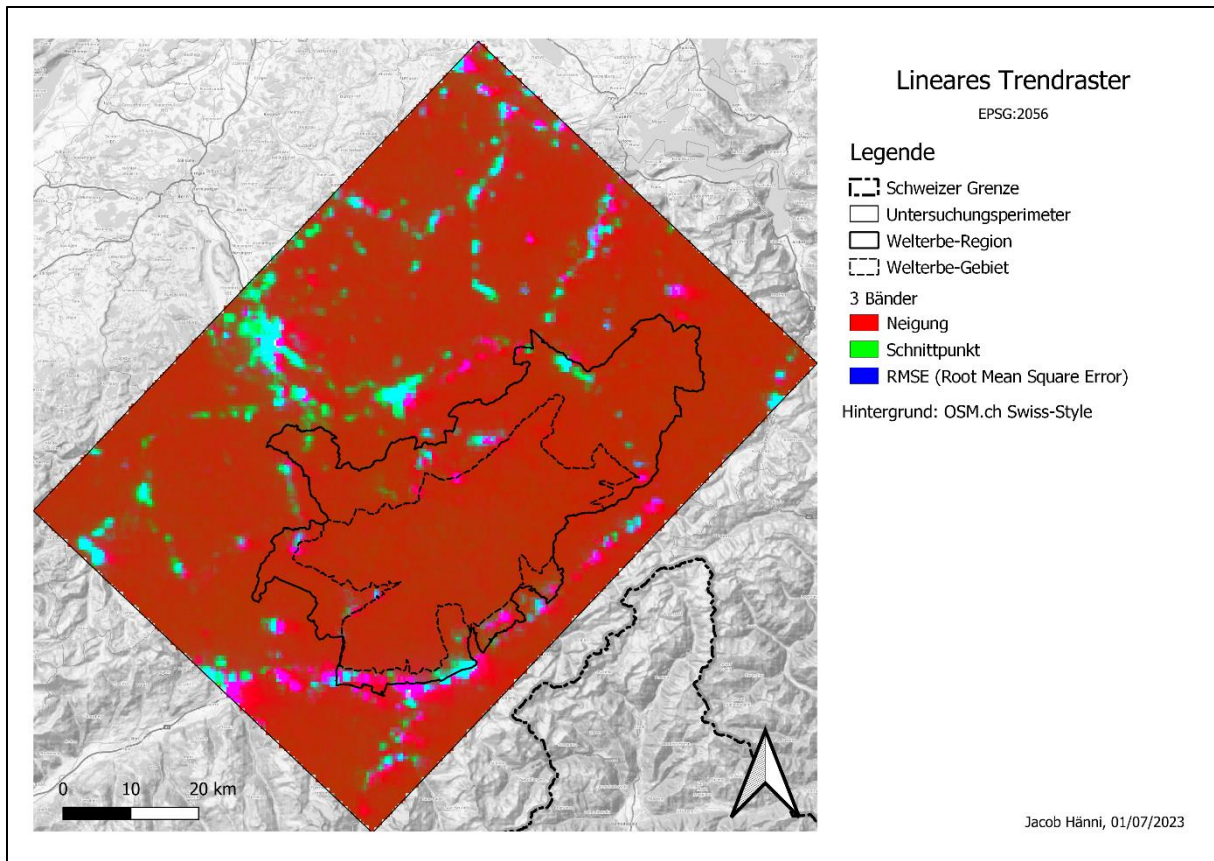 Lineares Trendraster
EPSG:2056
Legende
Schweizer Grenze
Untersuchungsperimeter
Welterbe-Region
Welterbe-Gebiet
3 Bänder
Neigung
Schnittpunkt
RMSE (Root Mean Square Error)
Hintergrund: OSM.ch Swiss-Style
0 10 20 km
Jacob Hänni, 01/07/2023